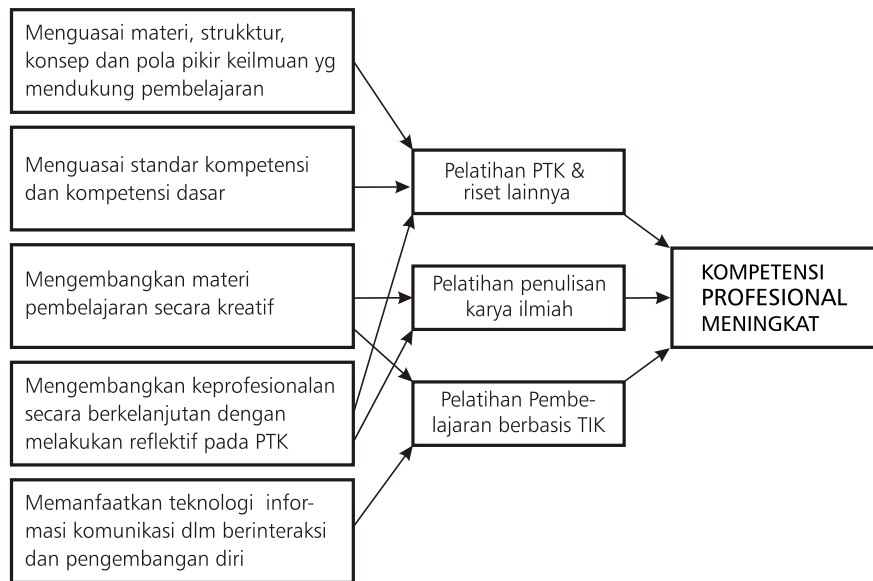 Menguasai materi, strukktur,
konsep dan pola pikir keilmuan yg
mendukung pembelajaran
Menguasai standar kompetensi
dan kompetensi dasar
Mengembangkan materi
pembelajaran secara kreatif
Mengembangkan keprofesionalan
secara berkelanjutan dengan
melakukan reflektif pada PTK
Memanfaatkan teknologi infor-
masi komunikasi dlm berinteraksi
dan pengembangan diri
Pelatihan PTK &
riset lainnya
Pelatihan penulisan
karya ilmiah
Pelatihan Pembe-
lajaran berbasis TIK
KOMPETENSI
PROFESIONAL
MENINGKAT